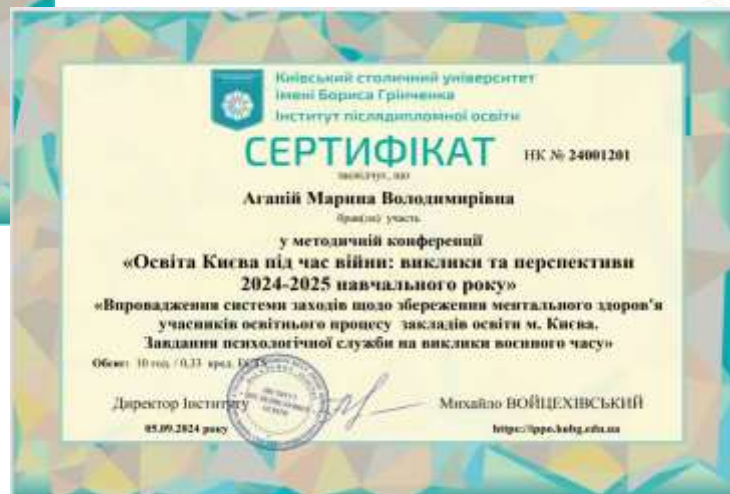 Київський столичний університет
імені Бориса Грінченка
Інститут післядипломної освіти
СЕРТИФІКАТ
НК № 24001201
засвідчує, що
Агапій Марина Володимирівна
брав(ла) участь
у методичній конференції
«Освіта Києва під час війни: виклики та перспективи
2024-2025 навчального року»
«Впровадження системи заходів щодо збереження ментального здоров'я
учасників освітнього процесу закладів освіти м. Києва.
Завдання психологічної служби на виклики воєнного часу»
Обсяг: 10 год. / 0,33 кред. ЄКТS
Директор Інституту
Михайло ВОЙЦЕХІВСЬКИЙ
05.09.2024 року
https://ippo.kubg.edu.ua